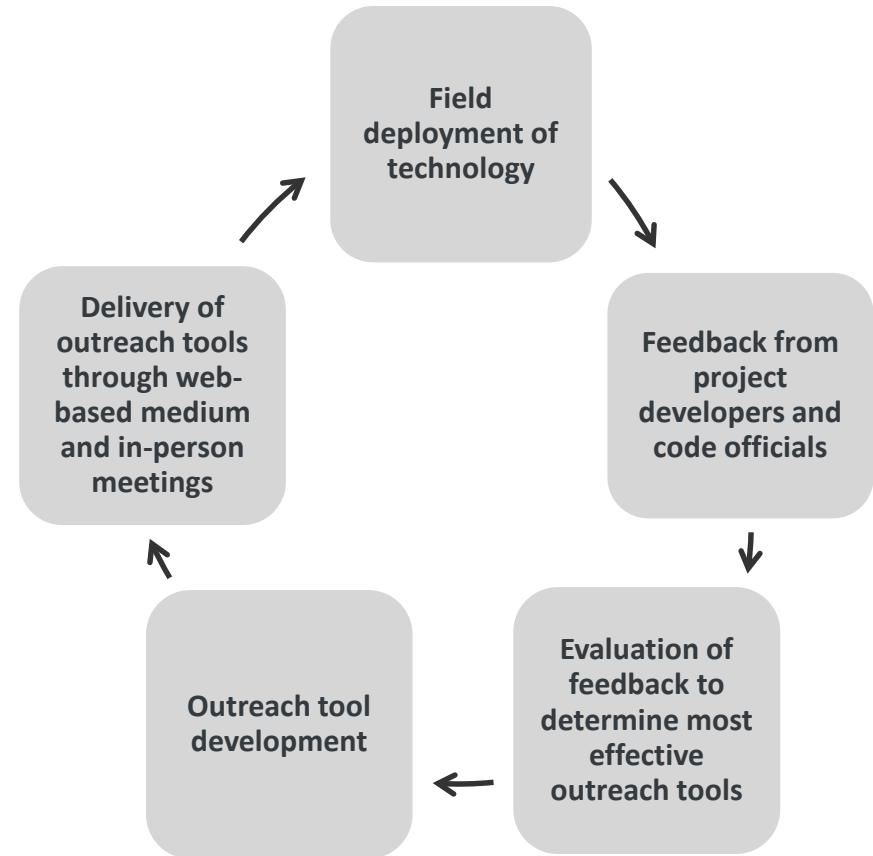 Field
deployment of
technology
Feedback from
project
developers and
code officials
Evaluation of
feedback to
determine most
effective
outreach tools
Outreach tool
development
Delivery of
outreach tools
through web-
based medium
and in-person
meetings